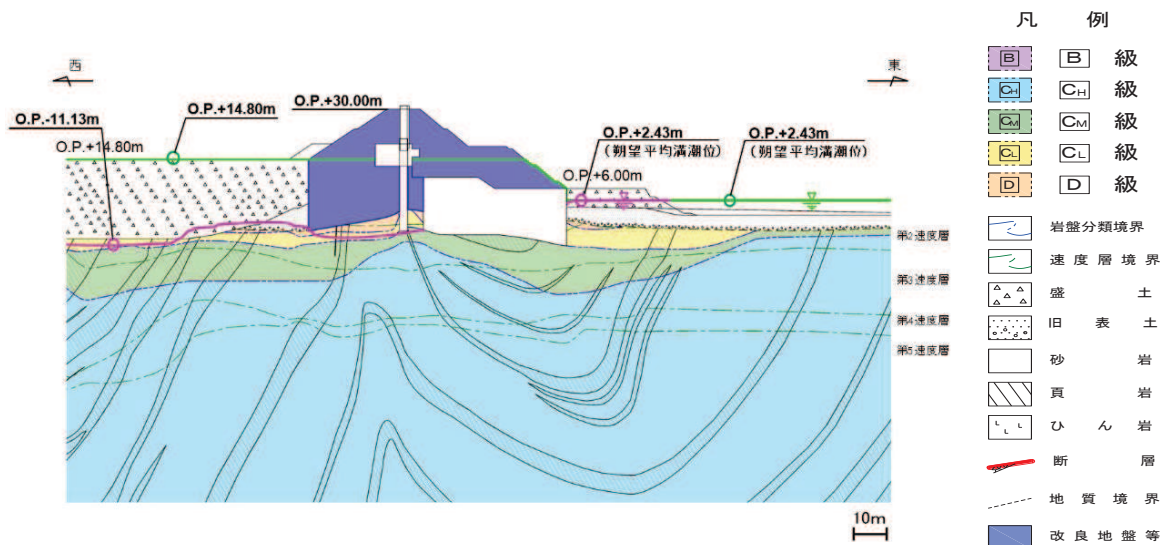 西
東
O.P.+30.00m
O.P.+14.80m
O.P.-11.13m
O.P.+14.80m
O.P.+2.43m
(朔望平均満潮位)
O.P.+2.43m
(朔望平均満潮位)
O.P.+6.00m
第2速度層
第3速度層
第4速度層
第5速度層
10m
凡 例
B B 級
CH CH 級
CM CM 級
CL CL 級
D D 級
岩盤分類境界
速度層境界
盛土
旧表土
砂岩
頁岩
ひん岩
断層
地質境界
改良地盤等